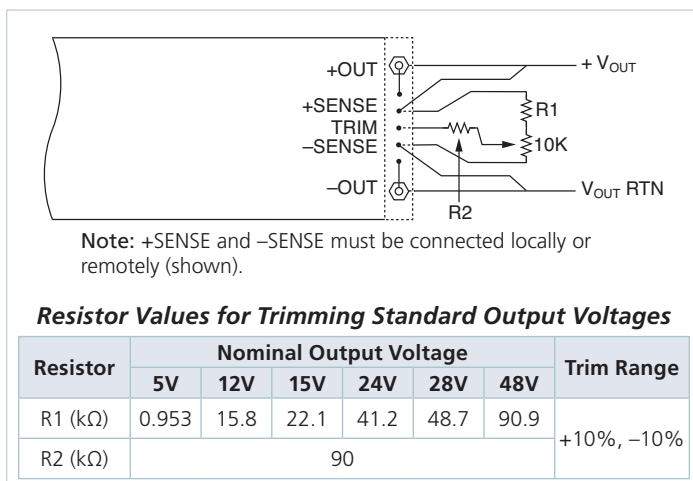 +OUT
+ VOUT
+SENSE
R1
TRIM
–SENSE
10K
–OUT
VOUT RTN
R2
Note: +SENSE and –SENSE must be connected locally or
remotely (shown).
Resistor Values for Trimming Standard Output Voltages
Resistor Nominal Output Voltage Trim Range
5V 12V 15V 24V 28V 48V
R1 (kΩ) 0.953 15.8 22.1 41.2 48.7 90.9 +10%, –10%
R2 (kΩ) 90